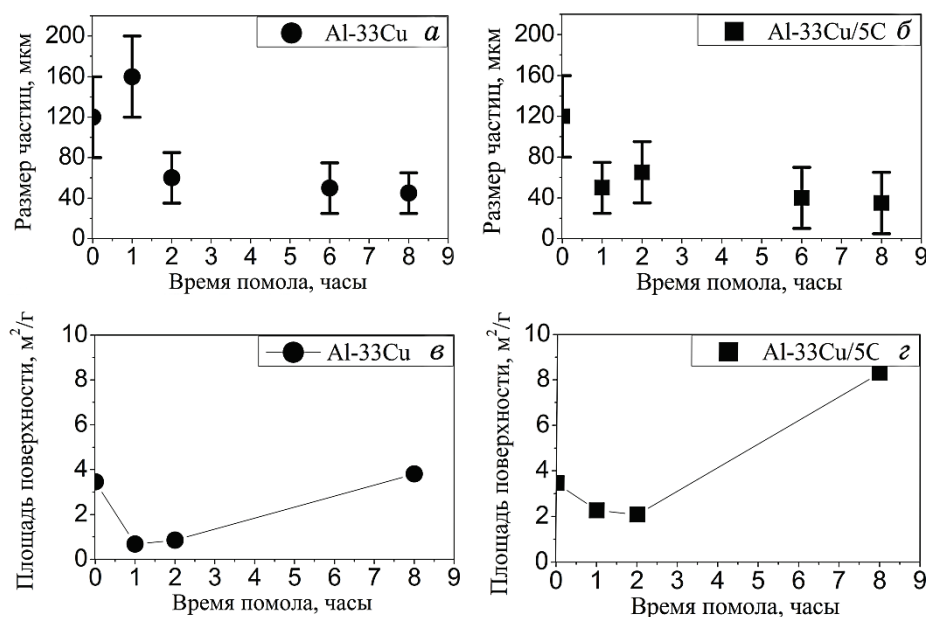 Al-33Cu а
Размер частиц, мкм
200
160
120
80
40
0
0 1 2 3 4 5 6 7 8 9
Время помола, часы
Al-33Cu/5C б
Размер частиц, мкм
200
160
120
80
40
0
0 1 2 3 4 5 6 7 8 9
Время помола, часы
Al-33Cu в
Площадь поверхности, м²/г
10
8
6
4
2
0
0 1 2 3 4 5 6 7 8 9
Время помола, часы
Al-33Cu/5C г
Площадь поверхности, м²/г
10
8
6
4
2
0
0 1 2 3 4 5 6 7 8 9
Время помола, часы